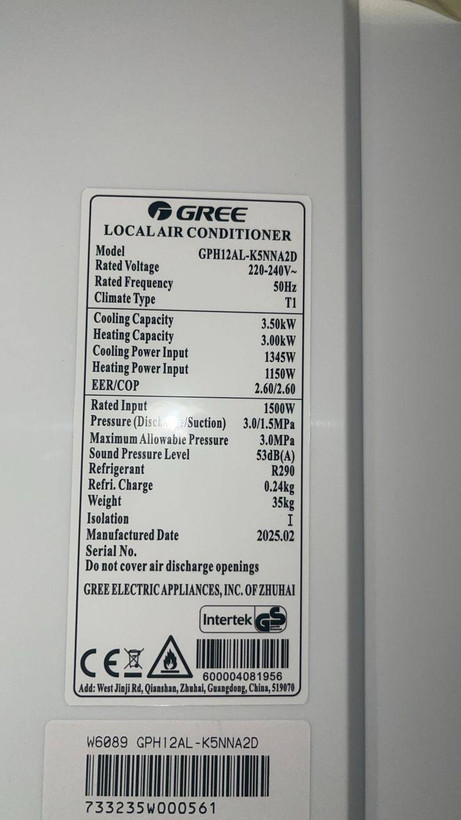 GREE
LOCAL AIR CONDITIONER
Model GPH12AL-K5NNA2D
Rated Voltage 220-240V~
Rated Frequency 50Hz
Climate Type T1
Cooling Capacity 3.50kW
Heating Capacity 3.00kW
Cooling Power Input 1345W
Heating Power Input 1150W
EER/COP 2.60/2.60
Rated Input 1500W
Pressure /Suction) 3.0/1.5MPa
Maximum Allowable Pressure 3.0MPa
Sound Pressure Level 53dB(A)
Refrigerant R290
Refri. Charge 0.24kg
Weight 35kg
Isolation I
Manufactured Date 2025.02
Serial No.
Do not cover air discharge openings
GREE ELECTRIC APPLIANCES, INC. OF ZHUHAI
Intertek GS
CE
600004081956
Add: West Jinji Rd, Qianshan, Zhuhai, Guangdong, China, 519070
W6089 GPH12AL-K5NNA2D
733235W000561